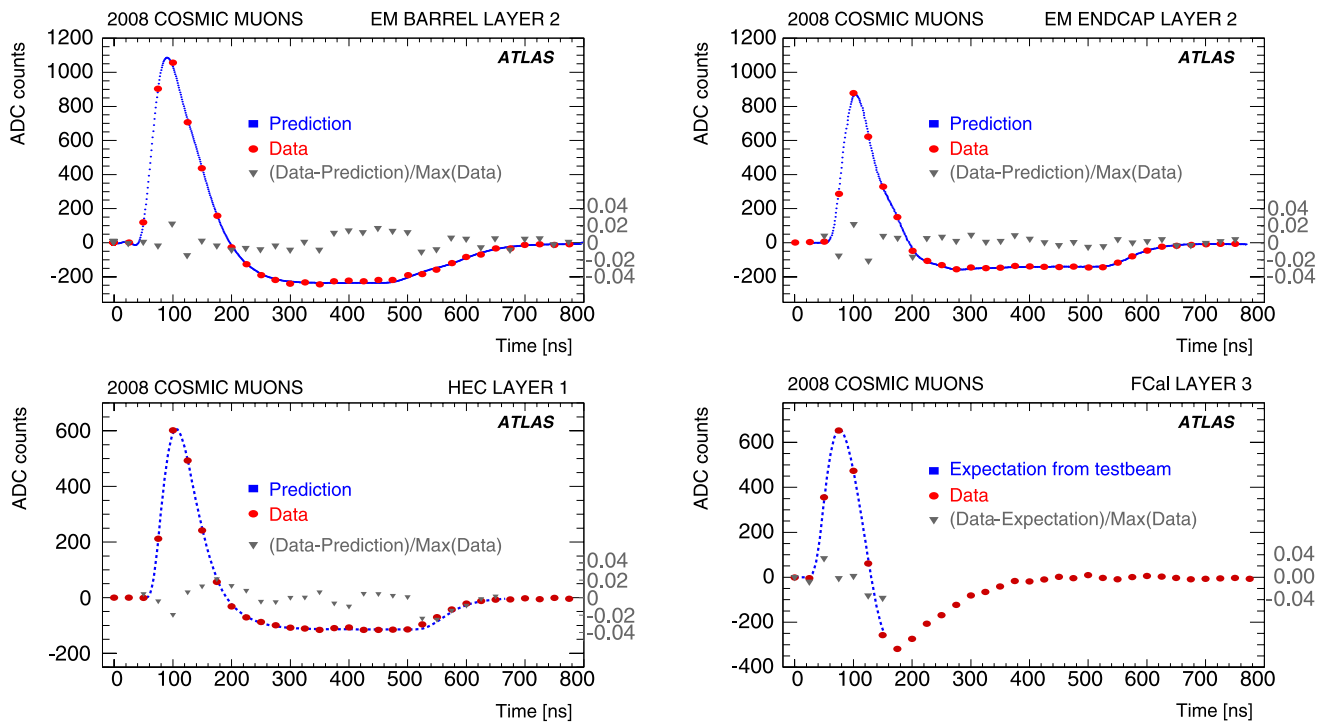 2008 COSMIC MUONS EM BARREL LAYER 2
ADC counts
1200
1000
800
600
400
200
0
-200
ATLAS
Prediction
Data
(Data-Prediction)/Max(Data)
0.04
0.02
0
-0.02
-0.04
0 100 200 300 400 500 600 700 800
Time [ns]
2008 COSMIC MUONS EM ENDCAP LAYER 2
ADC counts
1200
1000
800
600
400
200
0
-200
ATLAS
Prediction
Data
(Data-Prediction)/Max(Data)
0.04
0.02
0
-0.02
-0.04
0 100 200 300 400 500 600 700 800
Time [ns]
2008 COSMIC MUONS HEC LAYER 1
ADC counts
600
400
200
0
-200
ATLAS
Prediction
Data
(Data-Prediction)/Max(Data)
0.04
0.02
0
-0.02
-0.04
0 100 200 300 400 500 600 700 800
Time [ns]
2008 COSMIC MUONS FCal LAYER 3
ADC counts
600
400
200
0
-200
-400
ATLAS
Expectation from testbeam
Data
(Data-Expectation)/Max(Data)
0.04
0.00
-0.04
0 100 200 300 400 500 600 700 800
Time [ns]